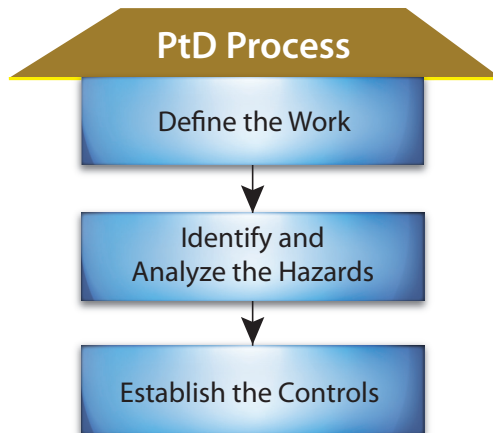 PtD Process
Define the Work
Identify and
Analyze the Hazards
Establish the Controls